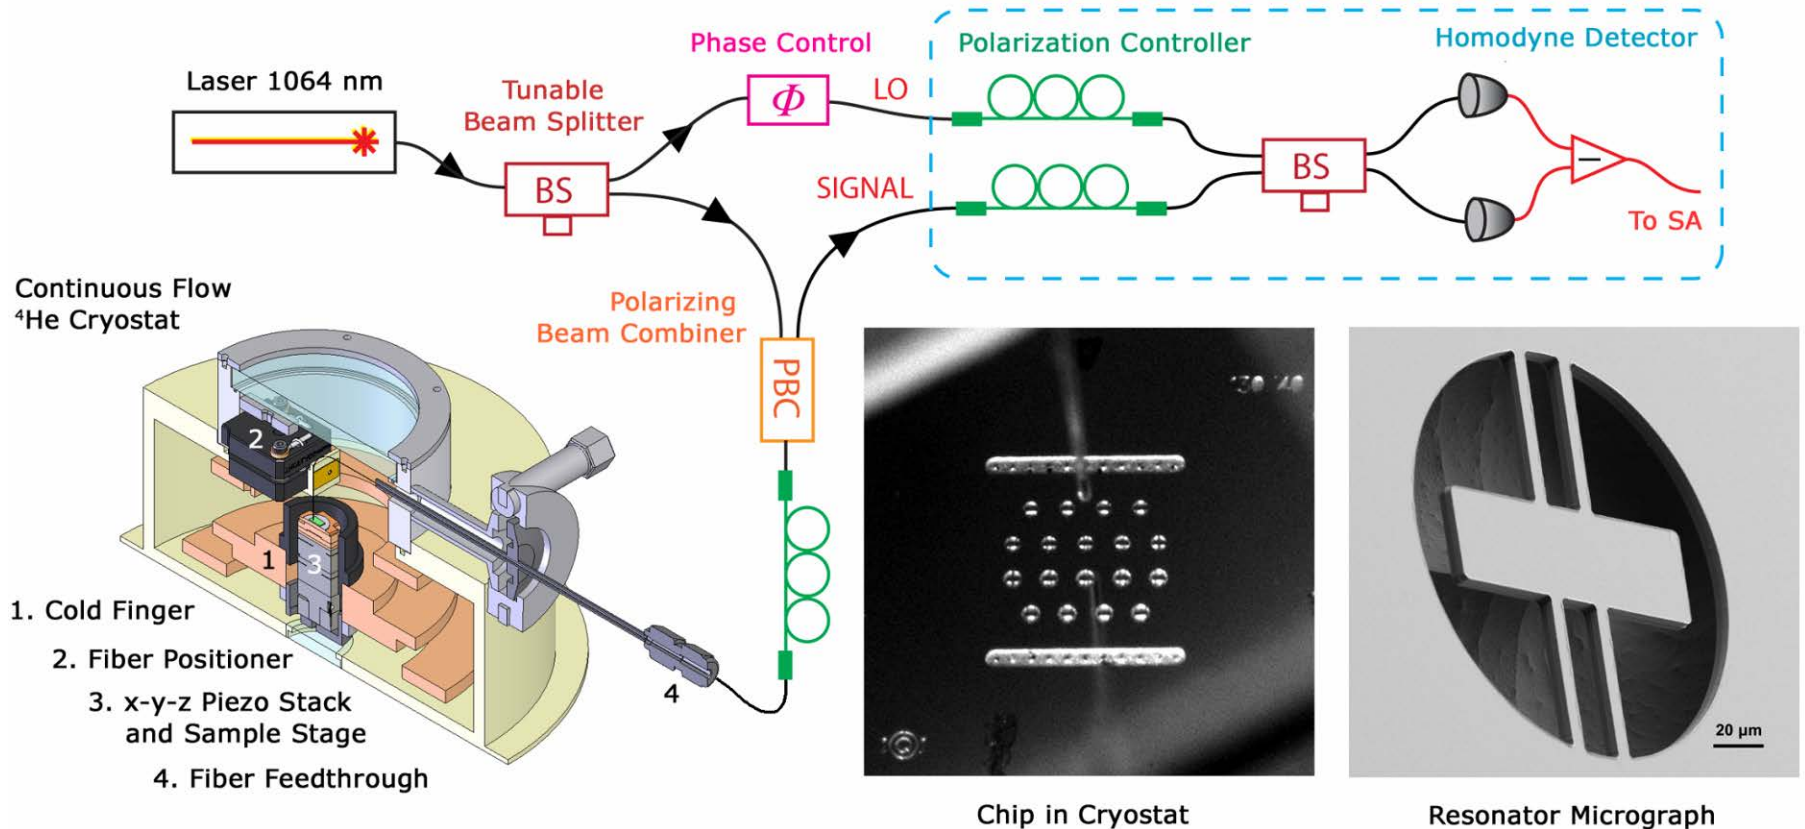 Phase Control
Polarization Controller
Homodyne Detector
Laser 1064 nm
Tunable
Beam Splitter
Φ
LO
BS
BS
SIGNAL
To SA
Continuous Flow
⁴He Cryostat
Polarizing
Beam Combiner
PBC
2
1
3
4
1. Cold Finger
2. Fiber Positioner
3. x-y-z Piezo Stack
and Sample Stage
4. Fiber Feedthrough
20 µm
Chip in Cryostat
Resonator Micrograph